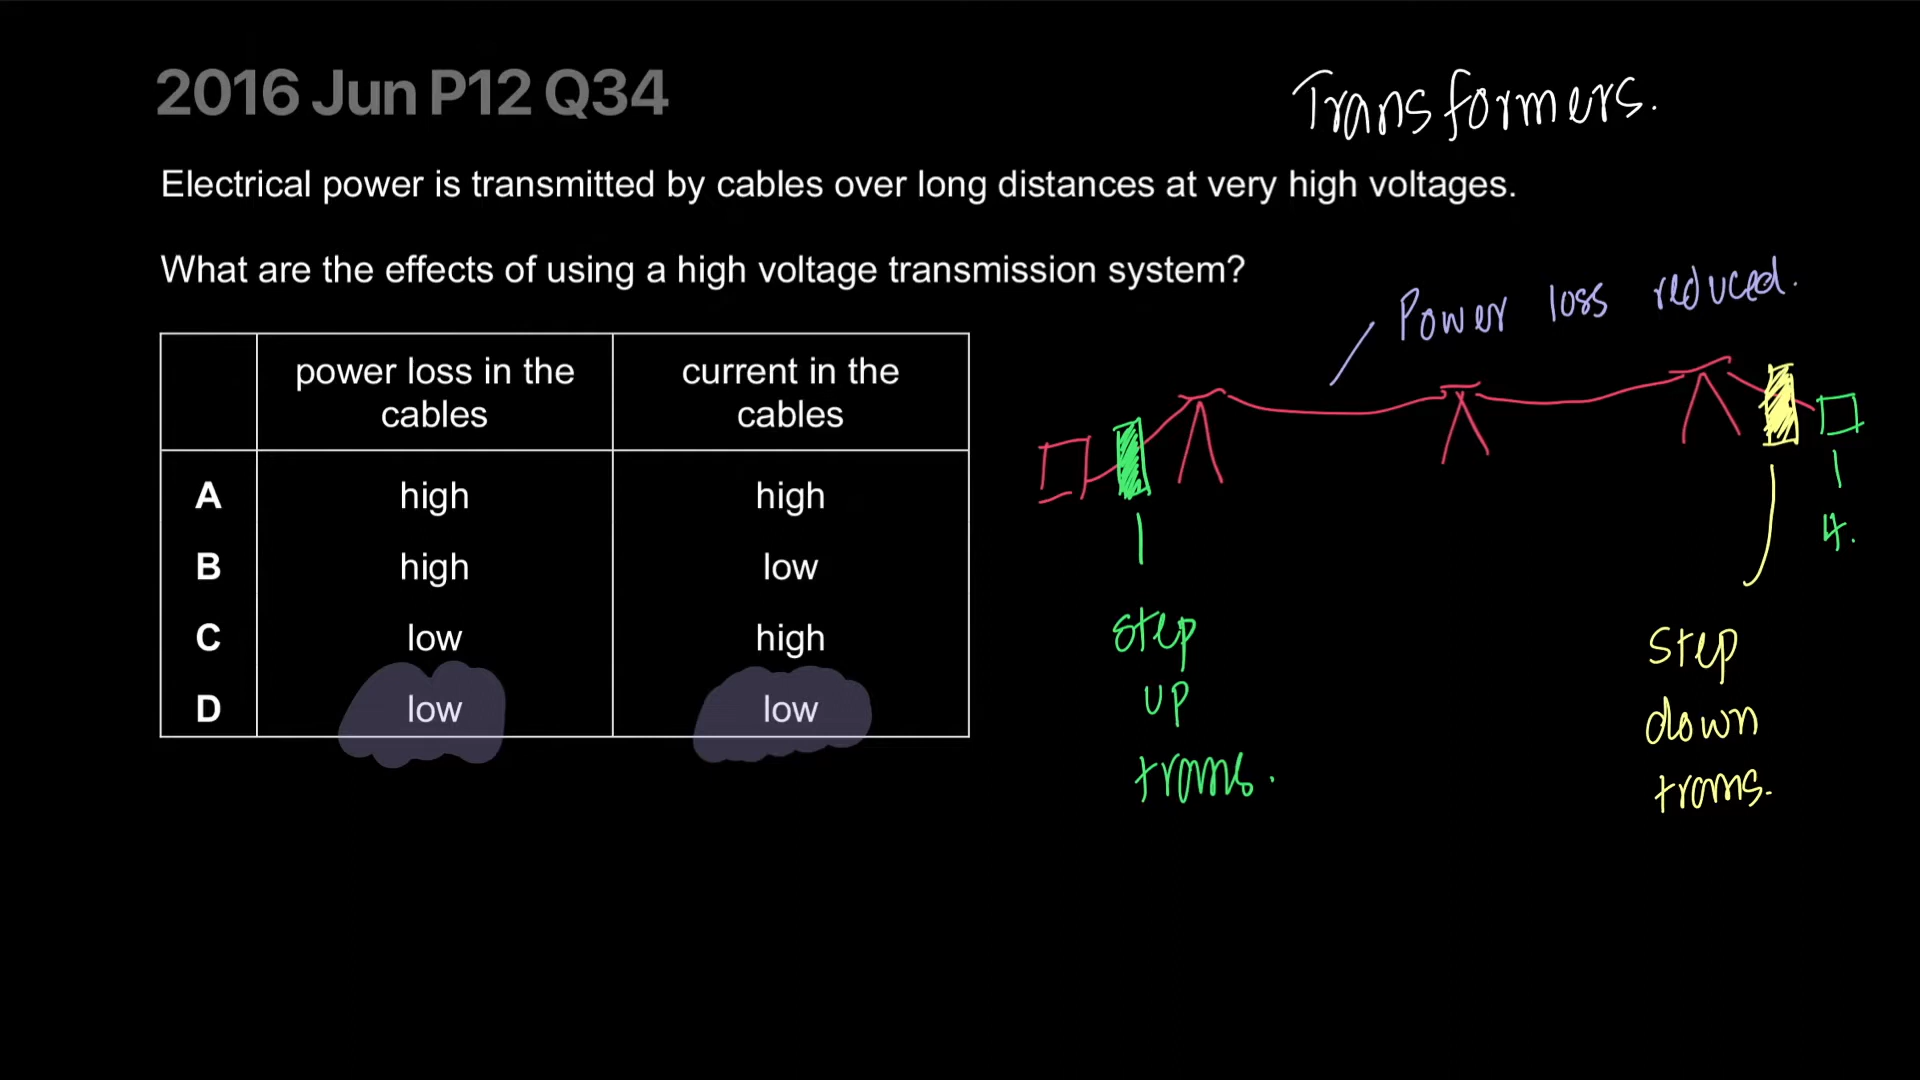 2016 Jun P12 Q34
Transformers.
Electrical power is transmitted by cables over long distances at very high voltages.
What are the effects of using a high voltage transmission system?
Power loss reduced.
power loss in the cables
current in the cables
A high high
B high low
C low high
D low low
step
up
trans.
step
down
trans.
4.